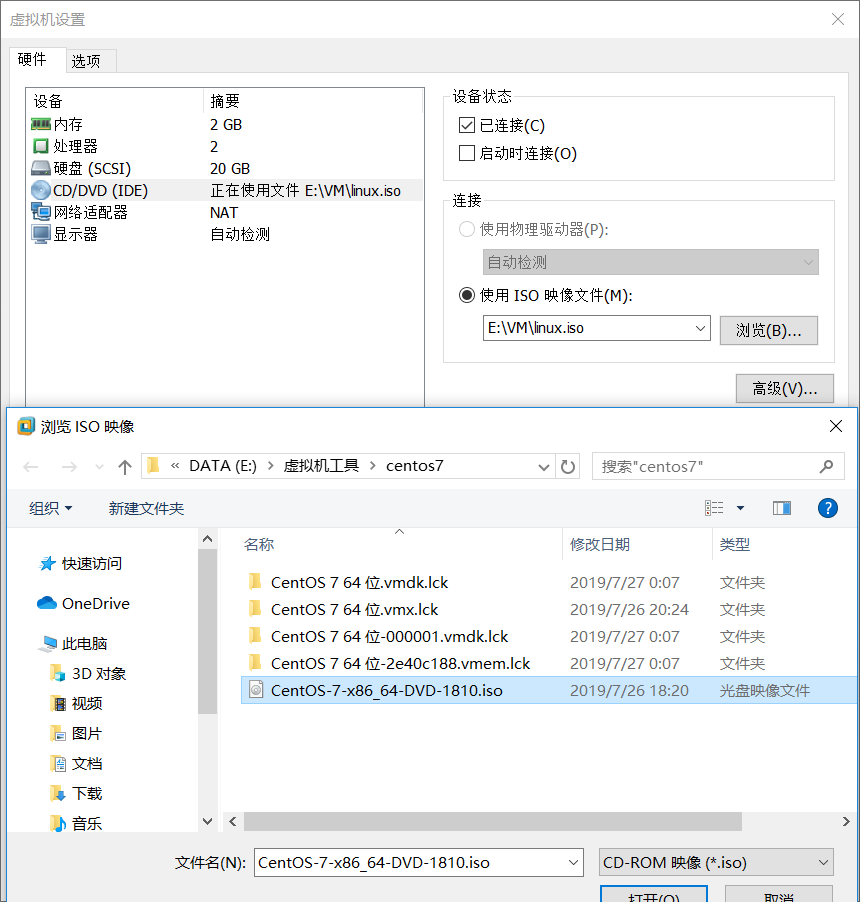 虚拟机设置
硬件 选项
设备 摘要
内存 2 GB
处理器 2
硬盘 (SCSI) 20 GB
CD/DVD (IDE) 正在使用文件 E:\VM\linux.iso
网络适配器 NAT
显示器 自动检测
设备状态
已连接(C)
启动时连接(O)
连接
使用物理驱动器(P):
自动检测
使用 ISO 映像文件(M):
E:\VM\linux.iso 浏览(B)...
高级(V)...
浏览 ISO 映像
« DATA (E:) > 虚拟机工具 > centos7 搜索"centos7"
组织 新建文件夹 ?
快速访问
OneDrive
此电脑
3D 对象
视频
图片
文档
下载
音乐
名称 修改日期 类型
CentOS 7 64 位.vmdk.lck 2019/7/27 0:07 文件夹
CentOS 7 64 位.vmx.lck 2019/7/26 20:24 文件夹
CentOS 7 64 位-000001.vmdk.lck 2019/7/27 0:07 文件夹
CentOS 7 64 位-2e40c188.vmem.lck 2019/7/27 0:07 文件夹
CentOS-7-x86_64-DVD-1810.iso 2019/7/26 18:20 光盘映像文件
文件名(N): CentOS-7-x86_64-DVD-1810.iso CD-ROM 映像 (*.iso)
打开(O) 取消